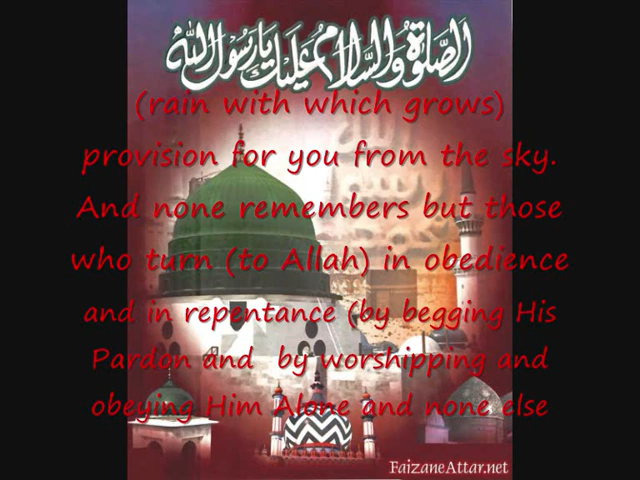 الصلوة والسلام عليك يا رسول الله
(rain with which grows)
provision for you from the sky.
And none remembers but those
who turn (to Allah) in obedience
and in repentance (by begging His
Pardon and  by worshipping and
obeying Him Alone and none else
FaizaneAttar.net